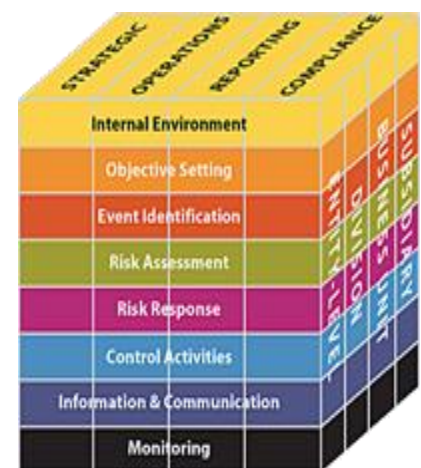 STRATEGIC
OPERATIONS
REPORTING
COMPLIANCE
Internal Environment
Objective Setting
Event Identification
Risk Assessment
Risk Response
Control Activities
Information & Communication
Monitoring
ENTITY-LEVEL
DIVISION
BUSINESS UNIT
SUBSIDIARY